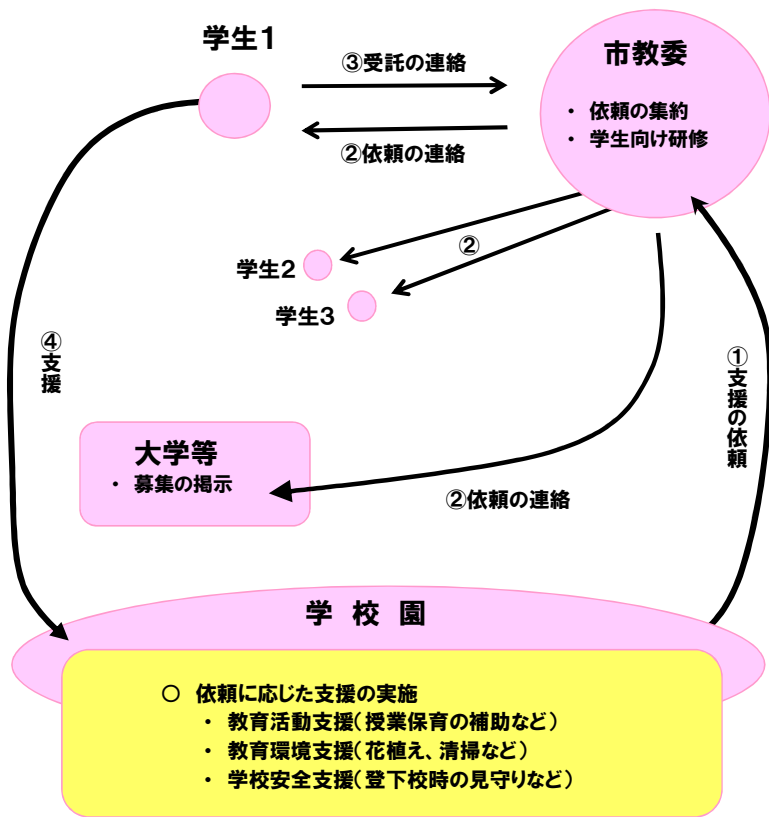 学生1
③受託の連絡
市教委
・ 依頼の集約
・ 学生向け研修
②依頼の連絡
②
学生2
学生3
④支援
①支援の依頼
大学等
・ 募集の掲示
②依頼の連絡
学 校 園
○ 依頼に応じた支援の実施
・ 教育活動支援（授業保育の補助など）
・ 教育環境支援（花植え、清掃など）
・ 学校安全支援（登下校時の見守りなど）